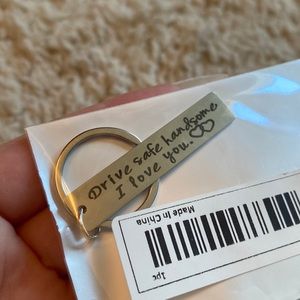 Drive safe handsome
I love you.
Made in China
1pc